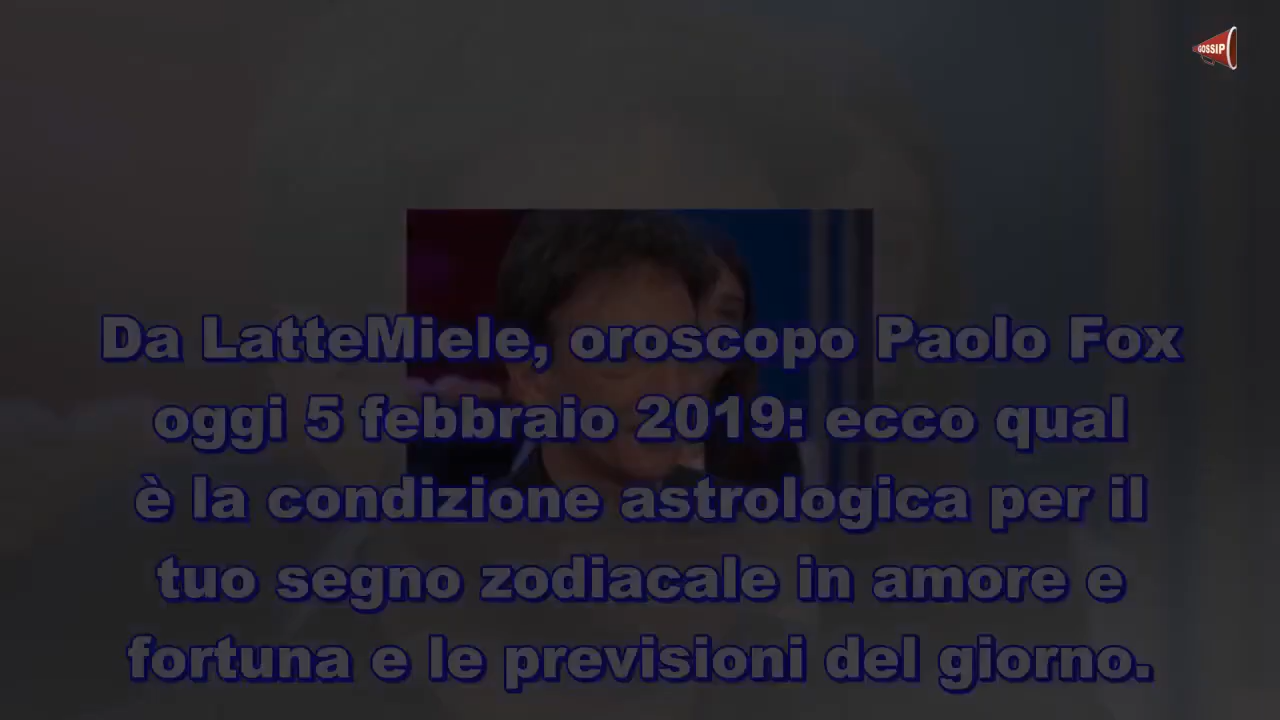 GOSSIP
Da LatteMiele, oroscopo Paolo Fox
oggi 5 febbraio 2019: ecco qual
è la condizione astrologica per il
tuo segno zodiacale in amore e
fortuna e le previsioni del giorno.